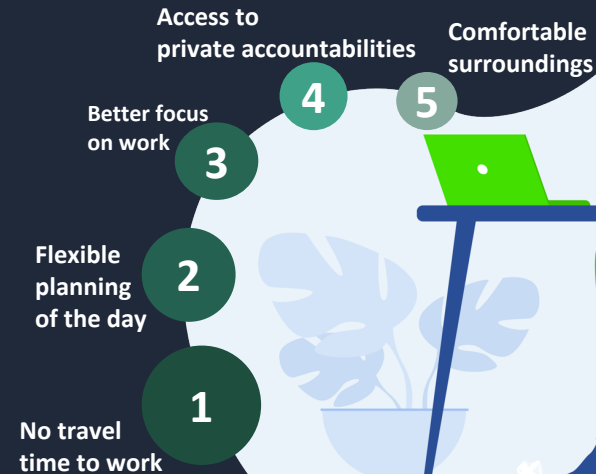 Access to
private accountabilities
4
Comfortable
surroundings
5
Better focus
on work
3
Flexible
planning
of the day
2
No travel
time to work
1